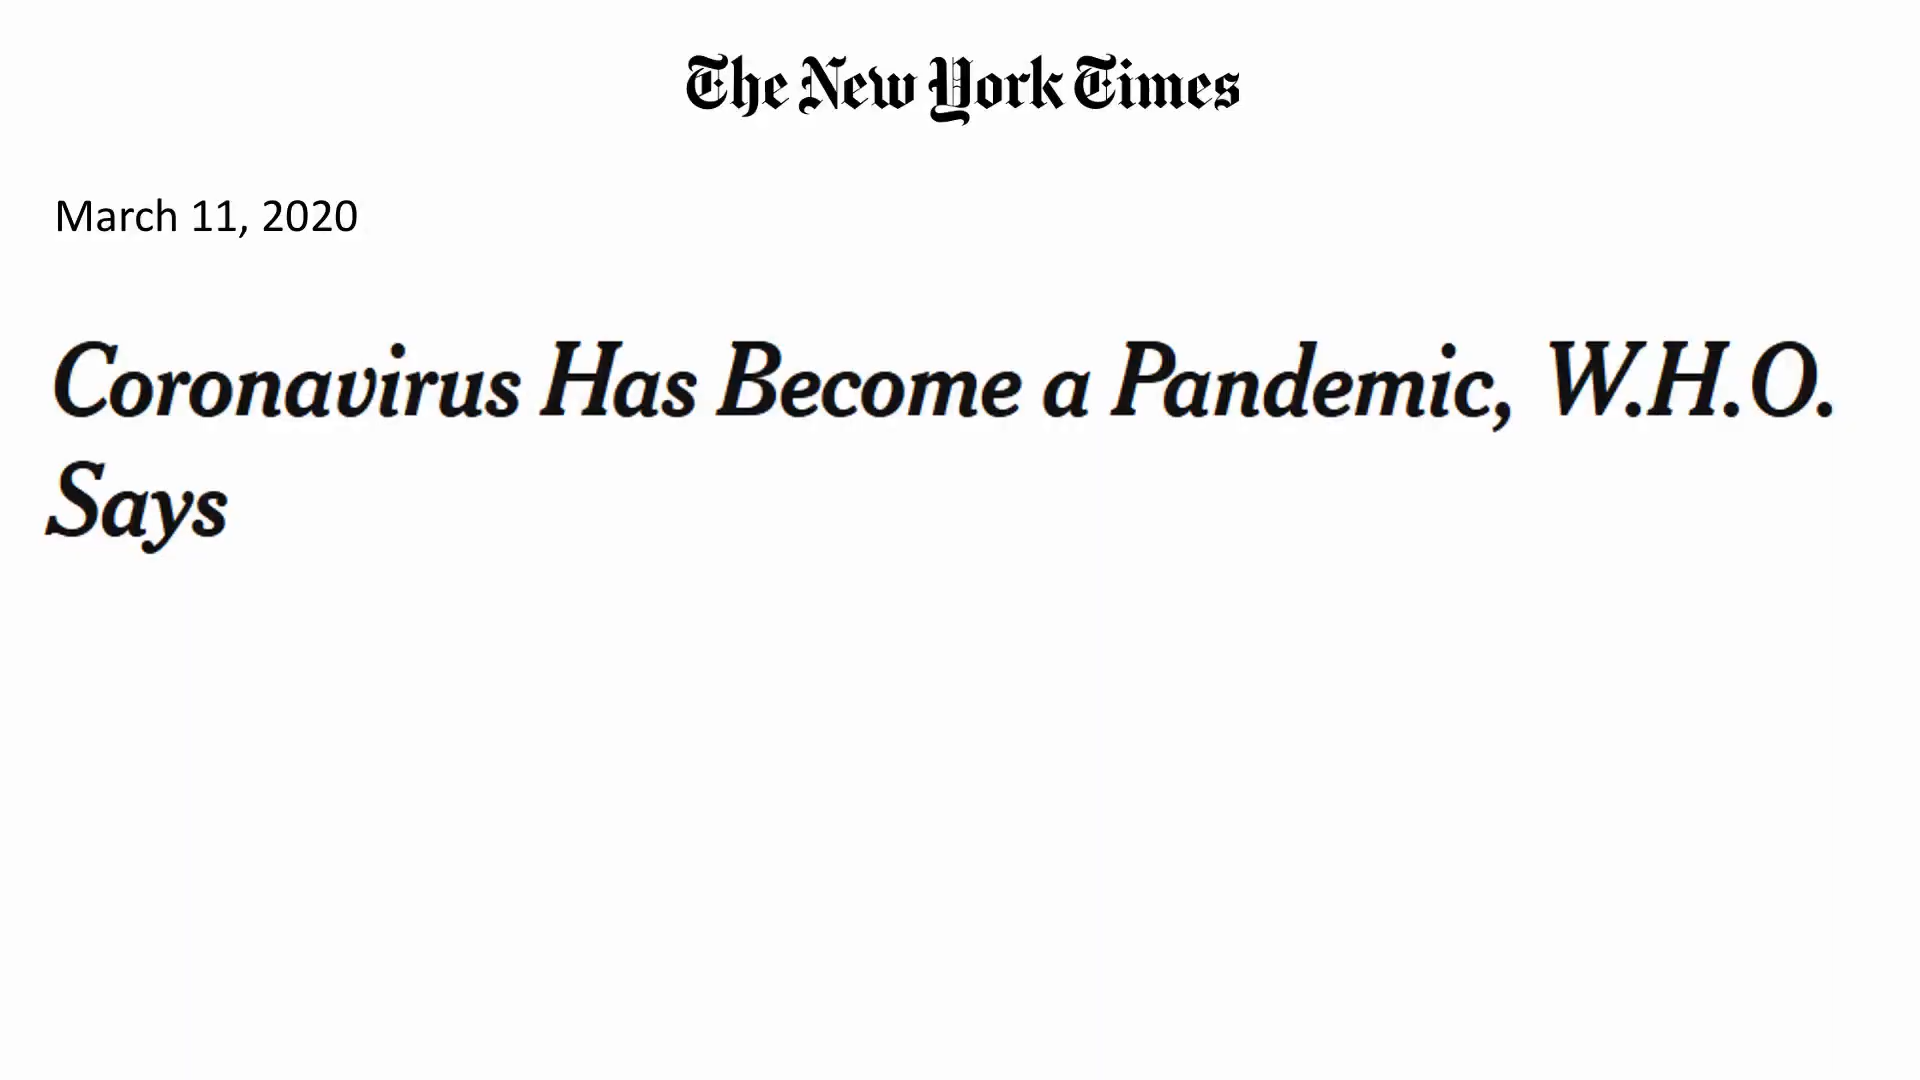 The New York Times
March 11, 2020
Coronavirus Has Become a Pandemic, W.H.O.
Says